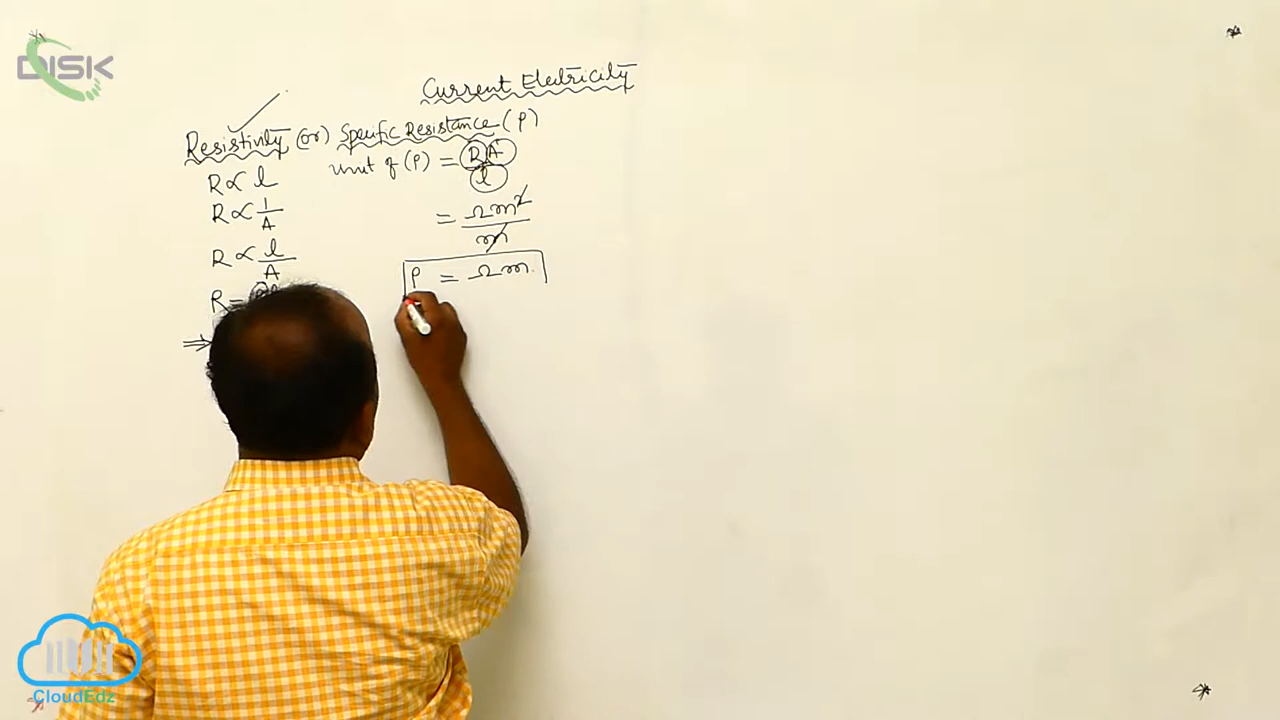 DISK
Current Electricity
Resistivity (or) Specific Resistance (ρ)
R ∝ l
R ∝ 1/A
R ∝ l/A
R =
⇒
unit of (ρ) = RA/l
= Ωm²/m
ρ = Ωm.
CloudEdz